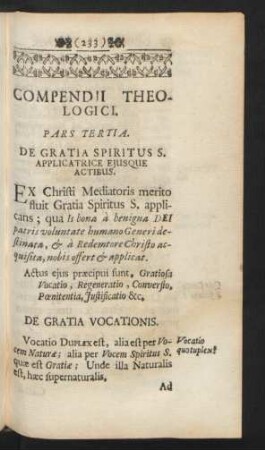 (233)
COMPENDII THEO-
LOGICI.
PARS TERTIA.
DE GRATIA SPIRITUS S.
APPLICATRICE EJUSQUE
ACTIBUS.
EX Christi Mediatoris merito
fluit Gratia Spiritus S. appli-
cans; qua is bona à benigna DEI
patris voluntate humano Generi de-
stinata, & à Redemtore Christo ac-
quisita, nobis offert & applicat.
Actus ejus præcipui sunt, Gratiosa
Vocatio, Regeneratio, Conversio,
Pœnitentia, Justificatio &c.
DE GRATIA VOCATIONIS.
Vocatio DUPLEX est, alia est per Vo- Vocatio
cem Naturæ; alia per Vocem Spiritus S. quotuplex?
quæ est Gratiæ; Unde illa Naturalis
est, hæc supernaturalis.
Ad